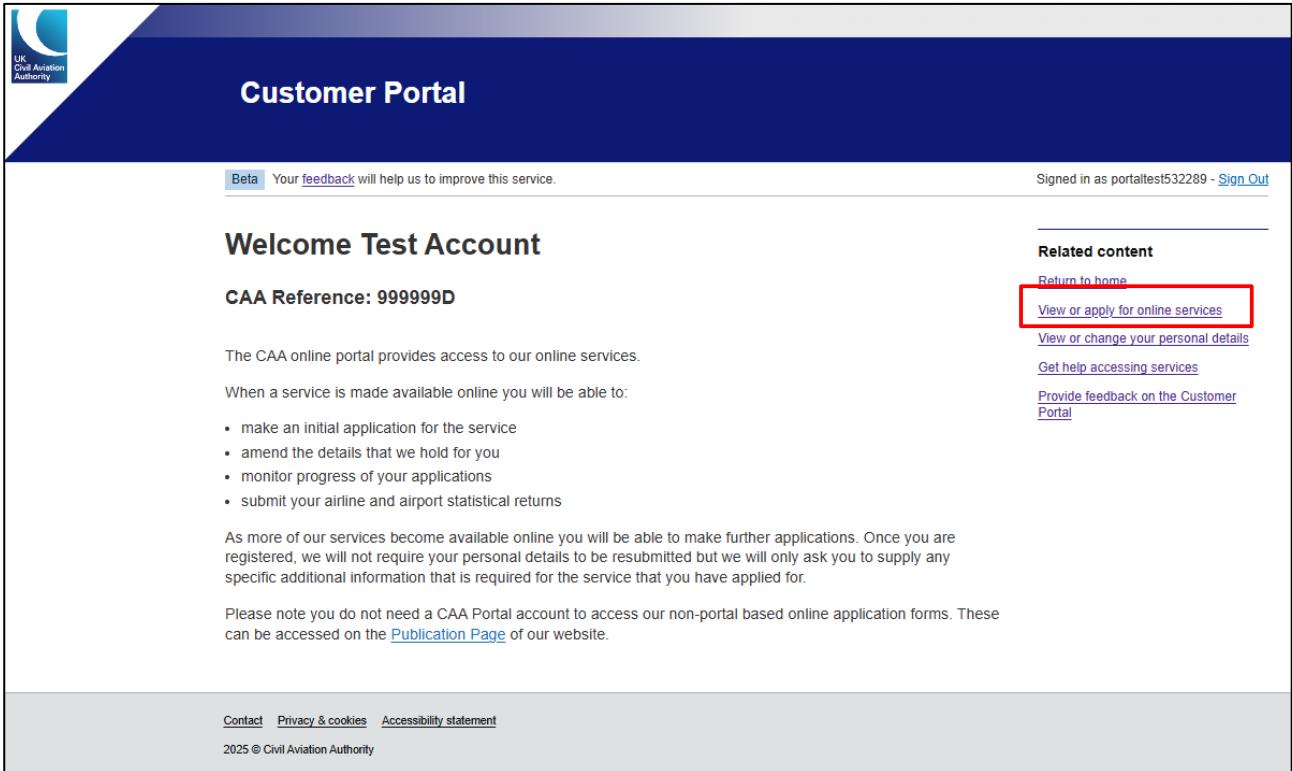 UK
Civil Aviation
Authority
Customer Portal
Beta Your feedback will help us to improve this service.
Signed in as portaltest532289 - Sign Out
Welcome Test Account
CAA Reference: 999999D
The CAA online portal provides access to our online services.
When a service is made available online you will be able to:
• make an initial application for the service
• amend the details that we hold for you
• monitor progress of your applications
• submit your airline and airport statistical returns
As more of our services become available online you will be able to make further applications. Once you are
registered, we will not require your personal details to be resubmitted but we will only ask you to supply any
specific additional information that is required for the service that you have applied for.
Please note you do not need a CAA Portal account to access our non-portal based online application forms. These
can be accessed on the Publication Page of our website.
Related content
Return to home
View or apply for online services
View or change your personal details
Get help accessing services
Provide feedback on the Customer
Portal
Contact Privacy & cookies Accessibility statement
2025 © Civil Aviation Authority